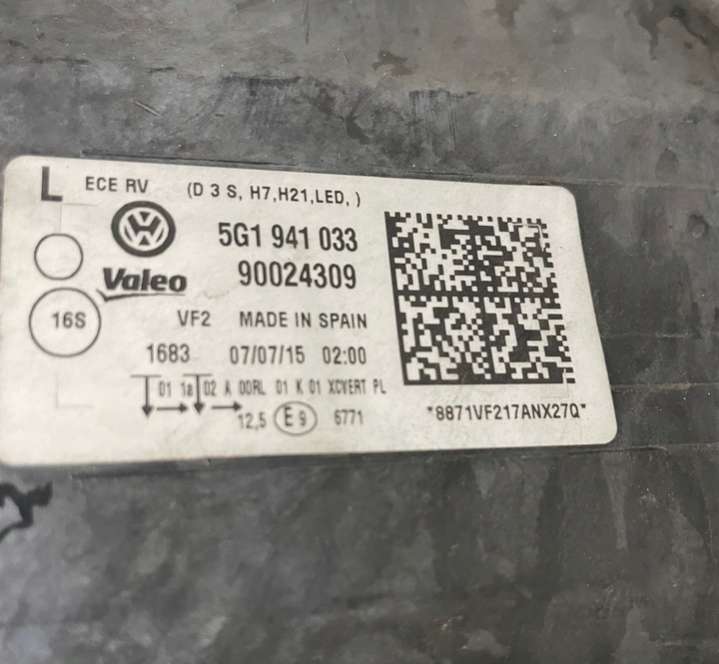 L ECE RV (D 3 S, H7,H21,LED, )
5G1 941 033
Valeo 90024309
16S VF2 MADE IN SPAIN
1683 07/07/15 02:00
01 1a 02 A 00RL 01 K 01 XCVERT PL
12,5 E9 6771
*8871VF217ANX27Q*